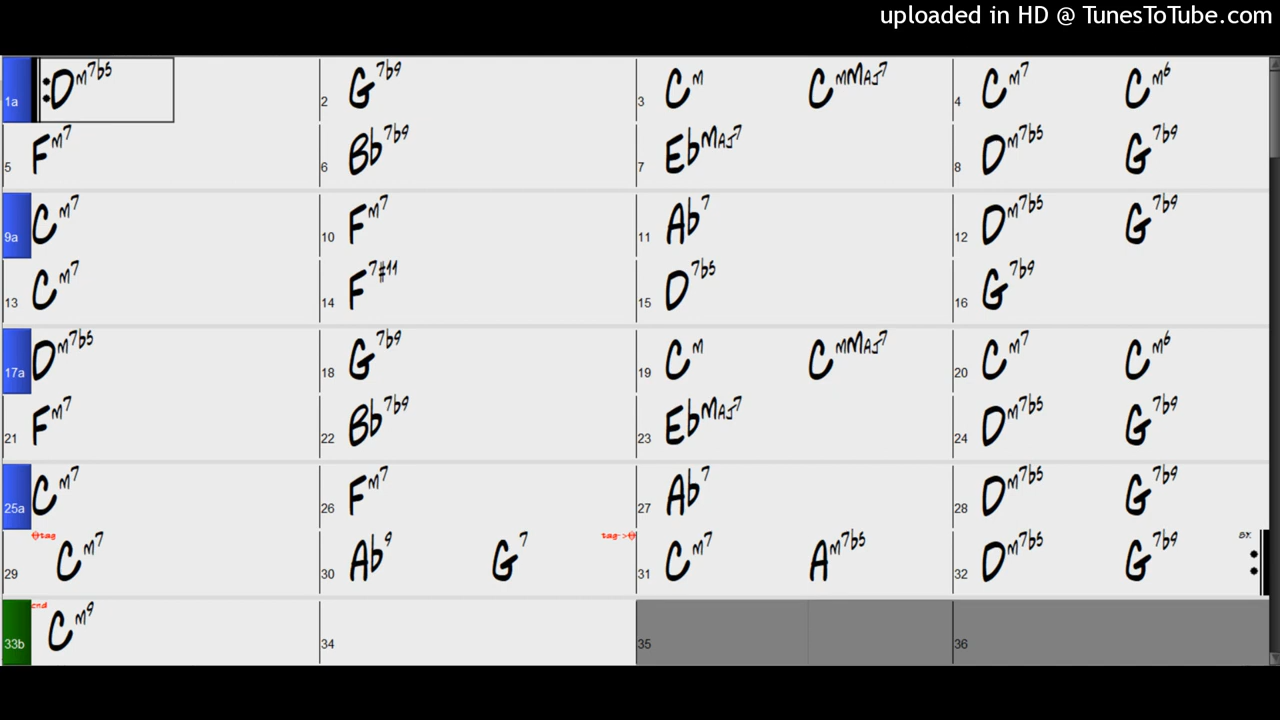 uploaded in HD @ TunesToTube.com
1a :Dm7b5 2 G7b9 3 Cm CmMAJ7 4 Cm7 Cm6
5 Fm7 6 Bb7b9 7 EbMAJ7 8 Dm7b5 G7b9
9a Cm7 10 Fm7 11 Ab7 12 Dm7b5 G7b9
13 Cm7 14 F7#11 15 D7b5 16 G7b9
17a Dm7b5 18 G7b9 19 Cm CmMAJ7 20 Cm7 Cm6
21 Fm7 22 Bb7b9 23 EbMAJ7 24 Dm7b5 G7b9
25a Cm7 26 Fm7 27 Ab7 28 Dm7b5 G7b9
tag tag->
29 Cm7 30 Ab9 G7 31 Cm7 Am7b5 32 Dm7b5 G7b9 :
end
33b Cm9 34 35 36